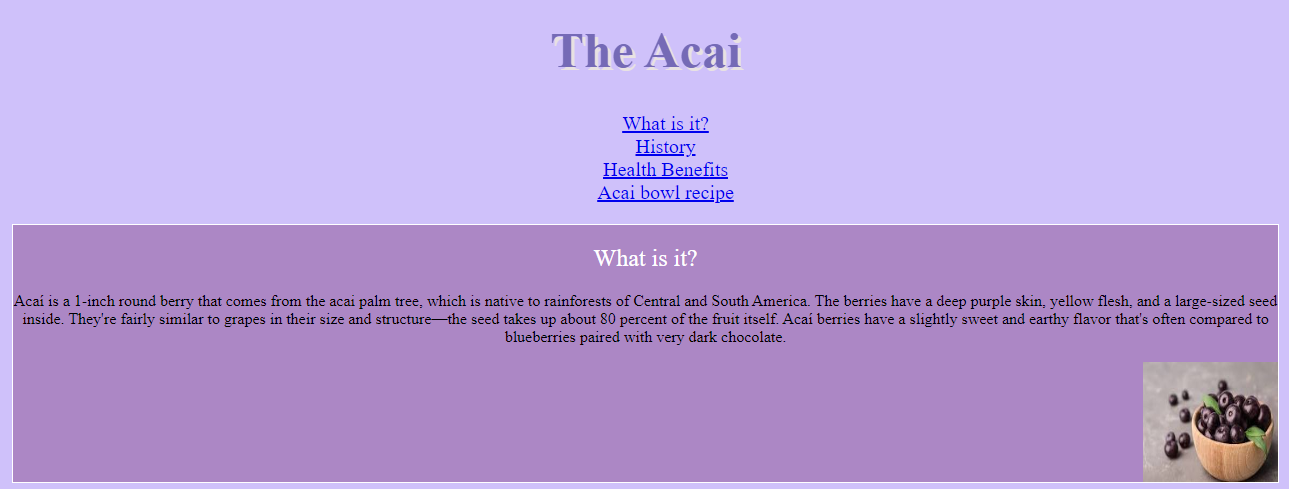 The Acai
What is it?
History
Health Benefits
Acai bowl recipe
What is it?
Acaí is a 1-inch round berry that comes from the acai palm tree, which is native to rainforests of Central and South America. The berries have a deep purple skin, yellow flesh, and a large-sized seed
inside. They're fairly similar to grapes in their size and structure—the seed takes up about 80 percent of the fruit itself. Acaí berries have a slightly sweet and earthy flavor that's often compared to
blueberries paired with very dark chocolate.